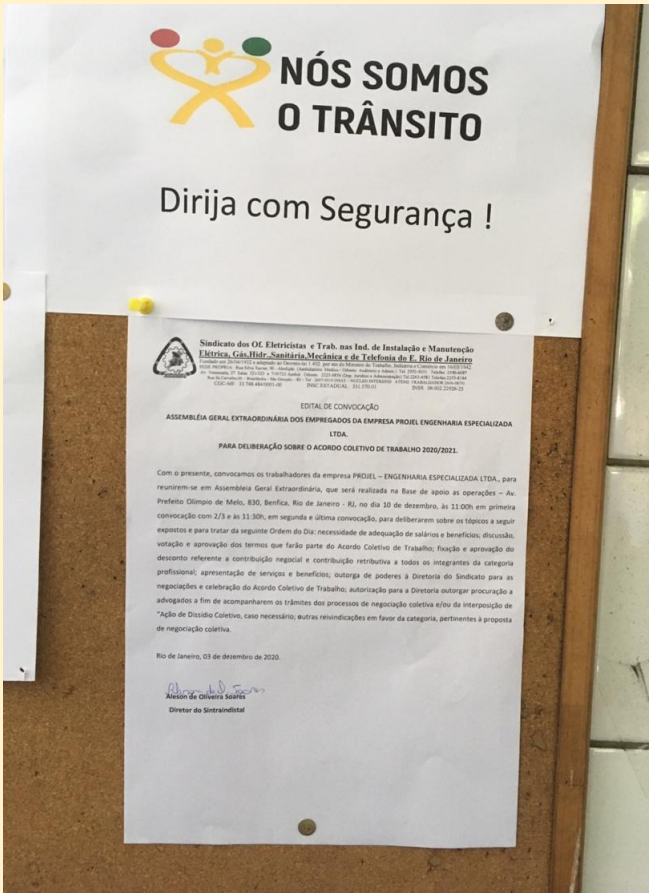 NÓS SOMOS
O TRÂNSITO
Dirija com Segurança !
Sindicato dos Of. Eletricistas e Trab. nas Ind. de Instalação e Manutenção
Elétrica, Gás,Hidr.,Sanitária,Mecânica e de Telefonia do E. Rio de Janeiro
EDITAL DE CONVOCAÇÃO
ASSEMBLÉIA GERAL EXTRAORDINÁRIA DOS EMPREGADOS DA EMPRESA PROJEL ENGENHARIA ESPECIALIZADA
LTDA.
PARA DELIBERAÇÃO SOBRE O ACORDO COLETIVO DE TRABALHO 2020/2021.
Com o presente, convocamos os trabalhadores da empresa PROJEL – ENGENHARIA ESPECIALIZADA LTDA., para
reunirem-se em Assembleia Geral Extraordinária, que será realizada na Base de apoio as operações – Av.
Prefeito Olimpio de Melo, 830, Benfica, Rio de Janeiro - RJ, no dia 10 de dezembro, às 11:00h em primeira
convocação com 2/3 e às 11:30h, em segunda e última convocação, para deliberarem sobre os tópicos a seguir
expostos e para tratar da seguinte Ordem do Dia: necessidade de adequação de salários e benefícios; discussão,
votação e aprovação dos termos que farão parte do Acordo Coletivo de Trabalho; fixação e aprovação do
desconto referente a contribuição negocial e contribuição retributiva a todos os integrantes da categoria
profissional; apresentação de serviços e benefícios; outorga de poderes à Diretoria do Sindicato para as
negociações e celebração do Acordo Coletivo de Trabalho; autorização para a Diretoria outorgar procuração a
advogados a fim de acompanharem os trâmites dos processos de negociação coletiva e/ou da interposição de
"Ação de Dissídio Coletivo, caso necessário; outras reivindicações em favor da categoria, pertinentes à proposta
de negociação coletiva.
Rio de Janeiro, 03 de dezembro de 2020.
Aleson de Oliveira Soares
Diretor do Sintraindistal